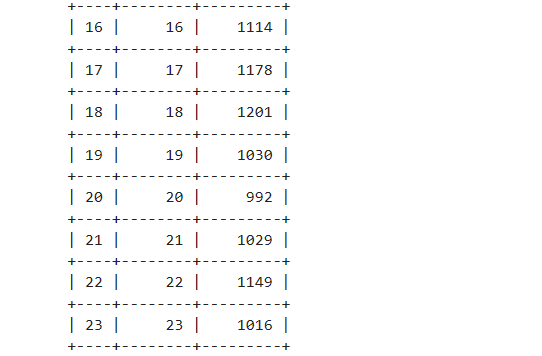 +----+--------+---------+
| 16 |     16 |    1114 |
+----+--------+---------+
| 17 |     17 |    1178 |
+----+--------+---------+
| 18 |     18 |    1201 |
+----+--------+---------+
| 19 |     19 |    1030 |
+----+--------+---------+
| 20 |     20 |     992 |
+----+--------+---------+
| 21 |     21 |    1029 |
+----+--------+---------+
| 22 |     22 |    1149 |
+----+--------+---------+
| 23 |     23 |    1016 |
+----+--------+---------+